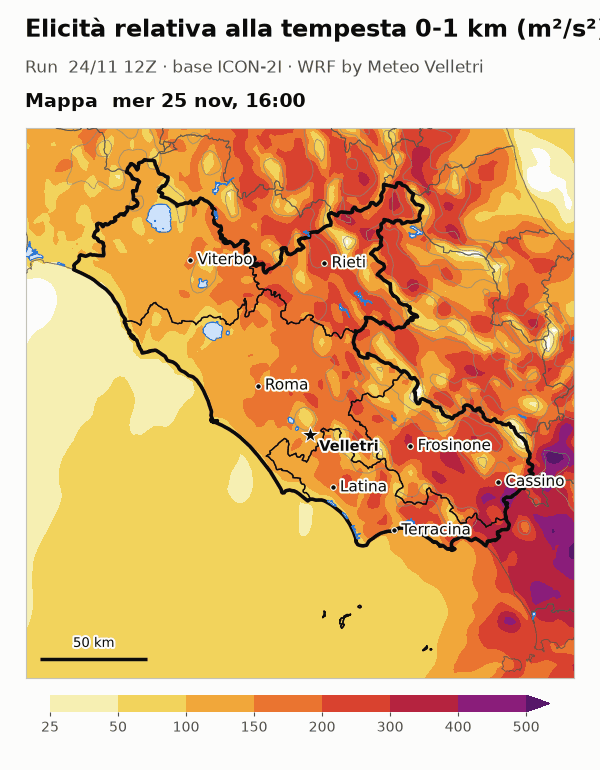 Elicità relativa alla tempesta 0-1 km (m²/s²)
Run  24/11 12Z · base ICON-2I · WRF by Meteo Velletri
Mappa  mer 25 nov, 16:00
Viterbo
Rieti
Roma
Velletri
Frosinone
Cassino
Latina
Terracina
50 km
25 50 100 150 200 300 400 500